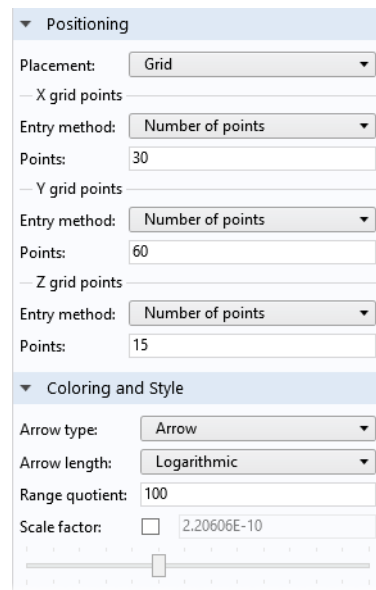 Positioning
Placement: Grid
X grid points
Entry method: Number of points
Points: 30
Y grid points
Entry method: Number of points
Points: 60
Z grid points
Entry method: Number of points
Points: 15
Coloring and Style
Arrow type: Arrow
Arrow length: Logarithmic
Range quotient: 100
Scale factor: 2.20606E-10